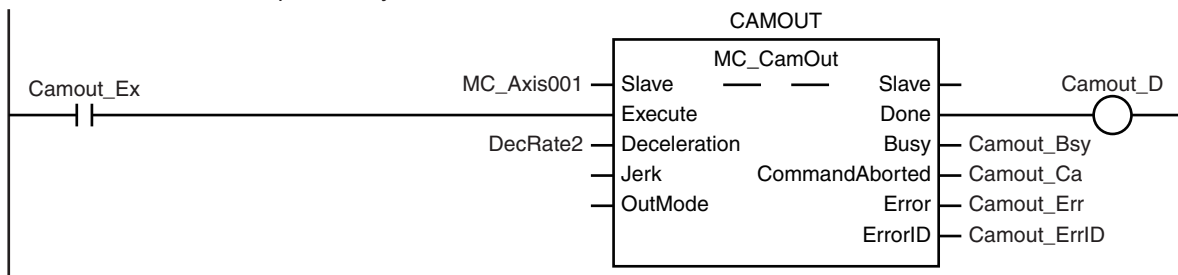 CAMOUT
MC_CamOut
Camout_Ex
MC_Axis001 Slave Slave Camout_D
Execute Done
DecRate2 Deceleration Busy Camout_Bsy
Jerk CommandAborted Camout_Ca
OutMode Error Camout_Err
ErrorID Camout_ErrID